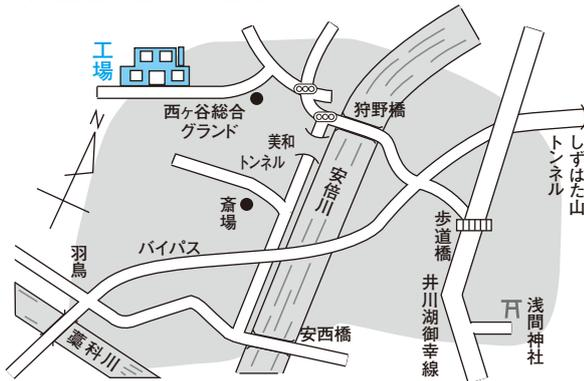 工場
N
西ヶ谷総合
グランド
狩野橋
美和
トンネル
安倍川
しずはた山
トンネル
斎場
歩道橋
バイパス
羽鳥
井川湖御幸線
浅間神社
安西橋
藁科川